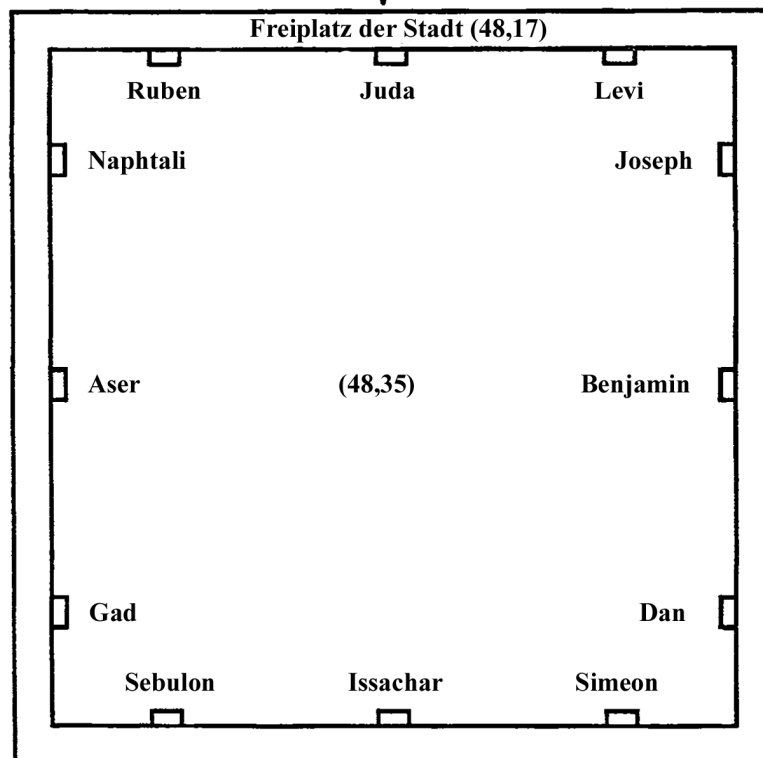 Freiplatz der Stadt (48,17)
Ruben Juda Levi
Naphtali Joseph
Aser (48,35) Benjamin
Gad Dan
Sebulon Issachar Simeon